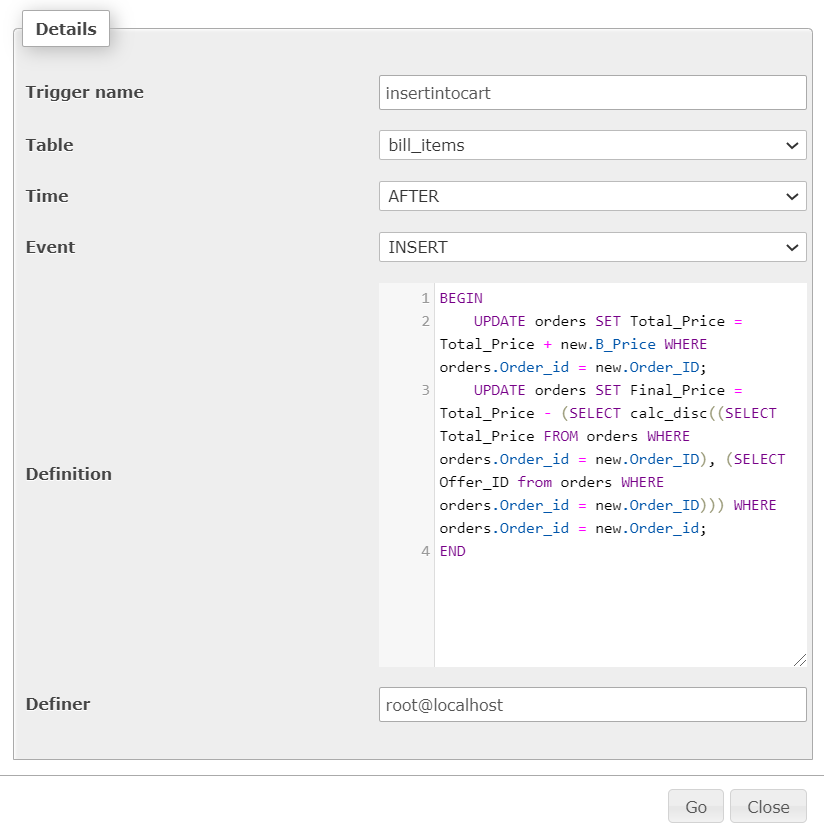 Details
Trigger name
insertintocart
Table
bill_items
Time
AFTER
Event
INSERT
Definition
1 BEGIN
2     UPDATE orders SET Total_Price =
Total_Price + new.B_Price WHERE
orders.Order_id = new.Order_ID;
3     UPDATE orders SET Final_Price =
Total_Price - (SELECT calc_disc((SELECT
Total_Price FROM orders WHERE
orders.Order_id = new.Order_ID), (SELECT
Offer_ID from orders WHERE
orders.Order_id = new.Order_ID))) WHERE
orders.Order_id = new.Order_id;
4 END
Definer
root@localhost
Go
Close